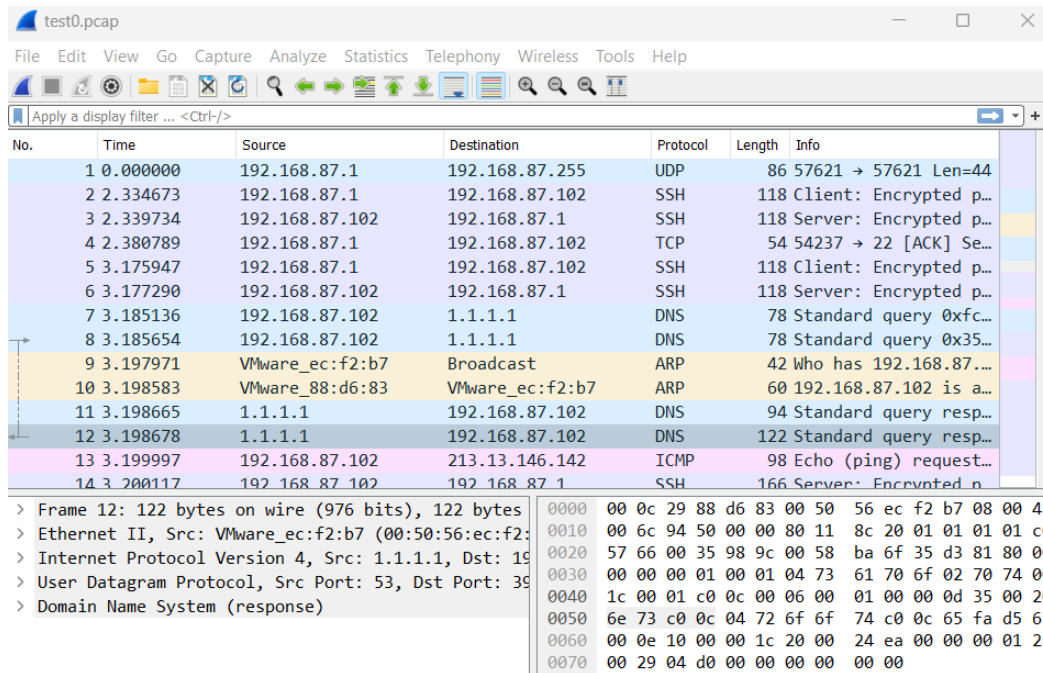 test0.pcap
File Edit View Go Capture Analyze Statistics Telephony Wireless Tools Help
Apply a display filter ... <Ctrl-/>
No. Time Source Destination Protocol Length Info
1 0.000000 192.168.87.1 192.168.87.255 UDP 86 57621 → 57621 Len=44
2 2.334673 192.168.87.1 192.168.87.102 SSH 118 Client: Encrypted p…
3 2.339734 192.168.87.102 192.168.87.1 SSH 118 Server: Encrypted p…
4 2.380789 192.168.87.1 192.168.87.102 TCP 54 54237 → 22 [ACK] Se…
5 3.175947 192.168.87.1 192.168.87.102 SSH 118 Client: Encrypted p…
6 3.177290 192.168.87.102 192.168.87.1 SSH 118 Server: Encrypted p…
7 3.185136 192.168.87.102 1.1.1.1 DNS 78 Standard query 0xfc…
8 3.185654 192.168.87.102 1.1.1.1 DNS 78 Standard query 0x35…
9 3.197971 VMware_ec:f2:b7 Broadcast ARP 42 Who has 192.168.87.…
10 3.198583 VMware_88:d6:83 VMware_ec:f2:b7 ARP 60 192.168.87.102 is a…
11 3.198665 1.1.1.1 192.168.87.102 DNS 94 Standard query resp…
12 3.198678 1.1.1.1 192.168.87.102 DNS 122 Standard query resp…
13 3.199997 192.168.87.102 213.13.146.142 ICMP 98 Echo (ping) request…
14 3.200117 192.168.87.102 192.168.87.1 SSH 166 Server: Encrypted p…
> Frame 12: 122 bytes on wire (976 bits), 122 bytes
> Ethernet II, Src: VMware_ec:f2:b7 (00:50:56:ec:f2:
> Internet Protocol Version 4, Src: 1.1.1.1, Dst: 19
> User Datagram Protocol, Src Port: 53, Dst Port: 39
> Domain Name System (response)
0000 00 0c 29 88 d6 83 00 50 56 ec f2 b7 08 00 4
0010 00 6c 94 50 00 00 80 11 8c 20 01 01 01 01 c
0020 57 66 00 35 98 9c 00 58 ba 6f 35 d3 81 80 0
0030 00 00 00 01 00 01 04 73 61 70 6f 02 70 74 0
0040 1c 00 01 c0 0c 00 06 00 01 00 00 0d 35 00 2
0050 6e 73 c0 0c 04 72 6f 6f 74 c0 0c 65 fa d5 6
0060 00 0e 10 00 00 1c 20 00 24 ea 00 00 00 01 2
0070 00 29 04 d0 00 00 00 00 00 00